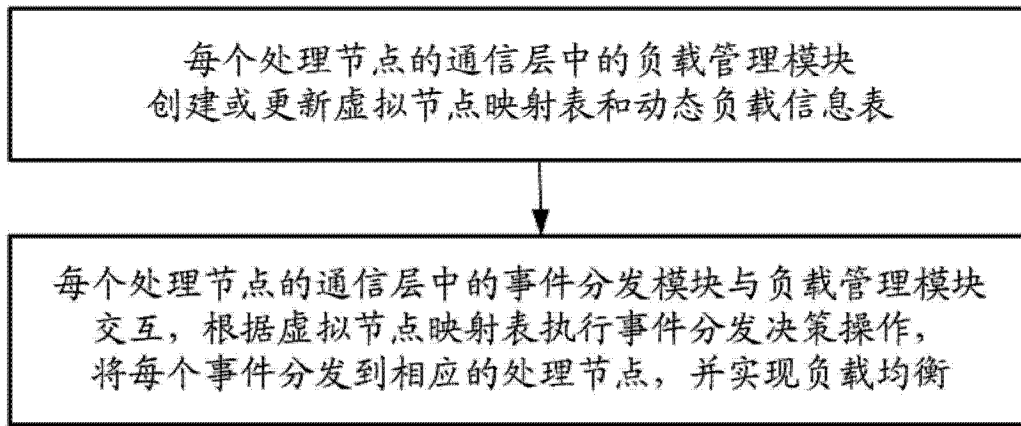 每个处理节点的通信层中的负载管理模块
创建或更新虚拟节点映射表和动态负载信息表
每个处理节点的通信层中的事件分发模块与负载管理模块
交互，根据虚拟节点映射表执行事件分发决策操作，
将每个事件分发到相应的处理节点，并实现负载均衡